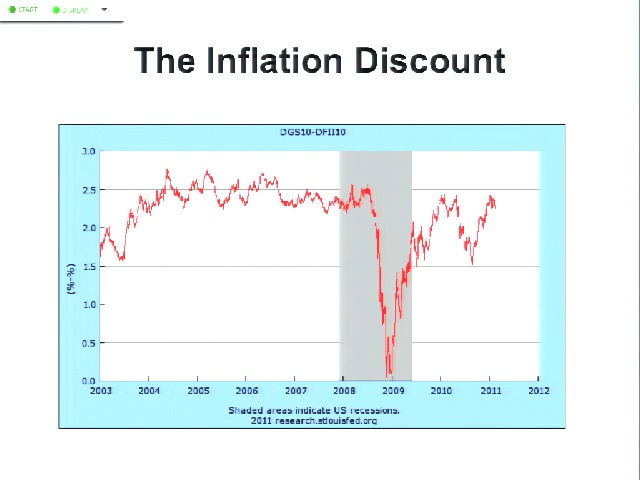 START DISPLAY
The Inflation Discount
DGS10-DFII10
3.0
2.5
2.0
1.5
1.0
0.5
0.0
(%-%)
2003 2004 2005 2006 2007 2008 2009 2010 2011 2012
Shaded areas indicate US recessions.
2011 research.stlouisfed.org